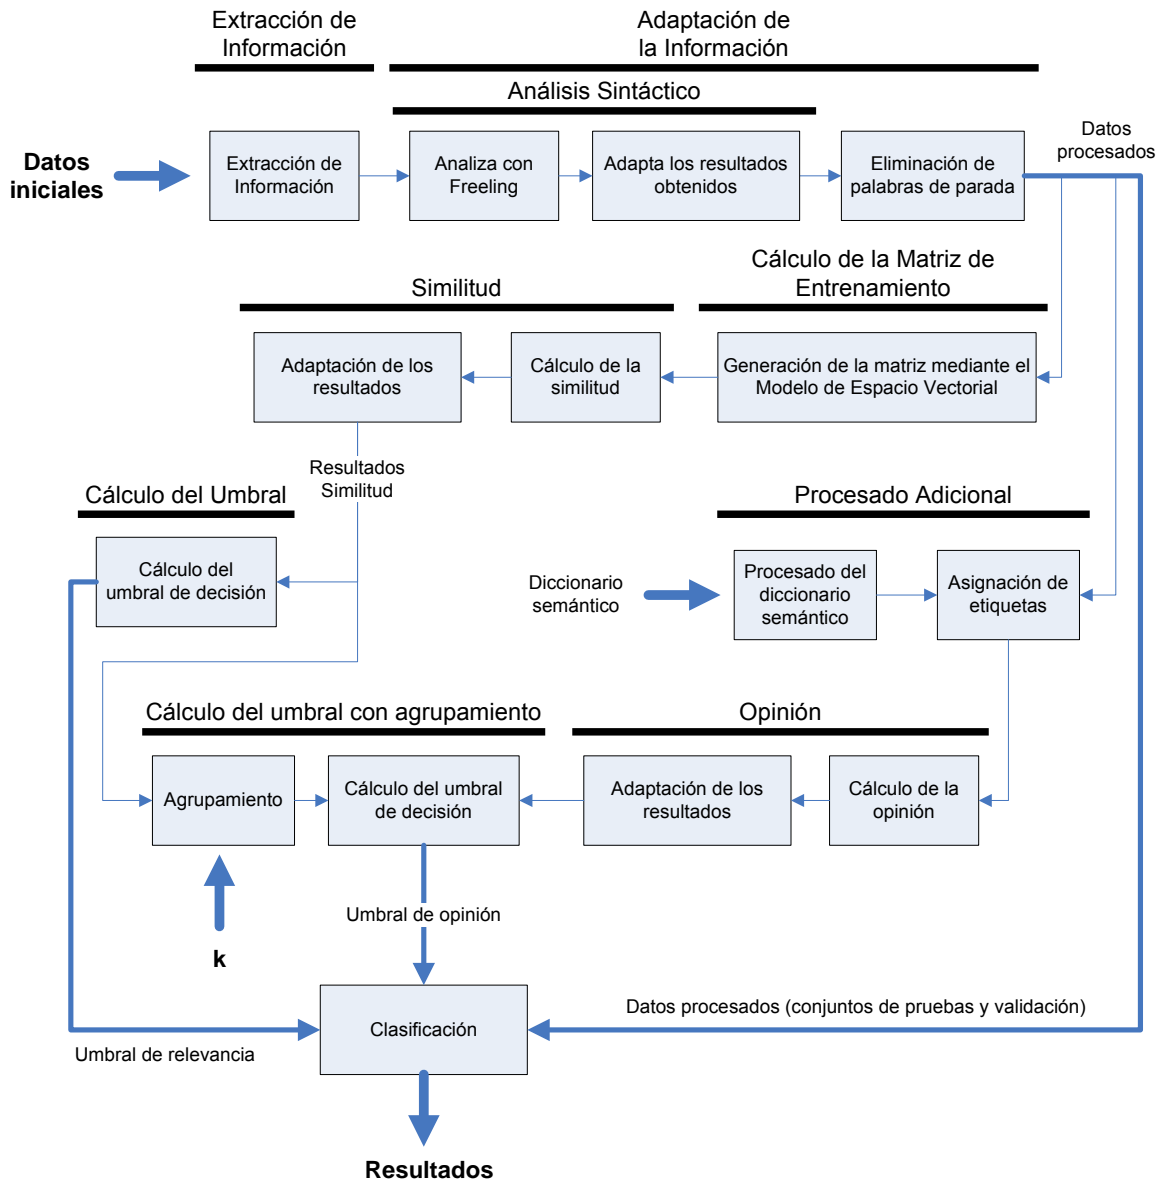 Extracción de
Información
Adaptación de
la Información
Análisis Sintáctico
Datos
iniciales
Extracción de
Información
Analiza con
Freeling
Adapta los resultados
obtenidos
Eliminación de
palabras de parada
Datos
procesados
Similitud
Cálculo de la Matriz de
Entrenamiento
Adaptación de los
resultados
Cálculo de la
similitud
Generación de la matriz mediante el
Modelo de Espacio Vectorial
Resultados
Similitud
Cálculo del Umbral
Procesado Adicional
Cálculo del
umbral de decisión
Diccionario
semántico
Procesado del
diccionario
semántico
Asignación de
etiquetas
Cálculo del umbral con agrupamiento
Opinión
Agrupamiento
Cálculo del umbral
de decisión
Adaptación de los
resultados
Cálculo de la
opinión
Umbral de opinión
k
Datos procesados (conjuntos de pruebas y validación)
Clasificación
Umbral de relevancia
Resultados